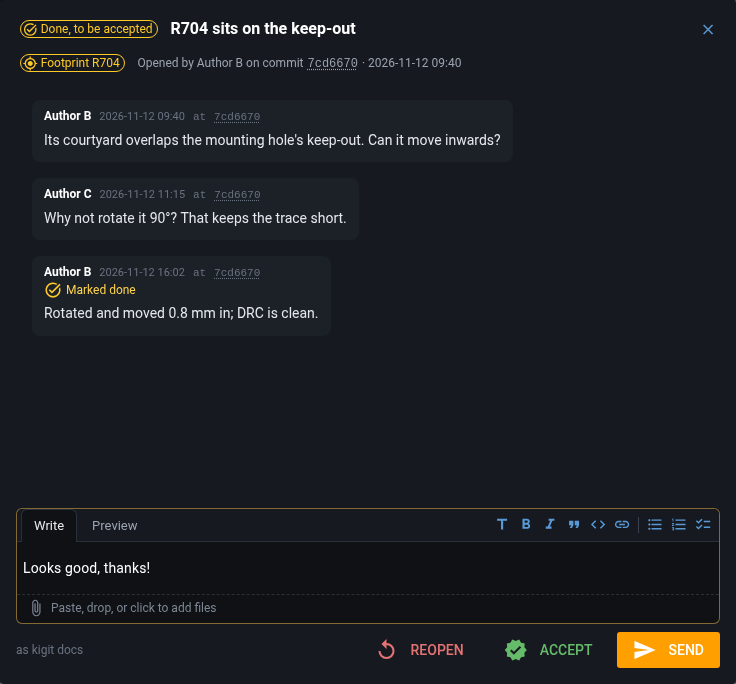 Done, to be accepted R704 sits on the keep-out
Footprint R704 Opened by Author B on commit 7cd6670 · 2026-11-12 09:40
Author B 2026-11-12 09:40 at 7cd6670
Its courtyard overlaps the mounting hole's keep-out. Can it move inwards?
Author C 2026-11-12 11:15 at 7cd6670
Why not rotate it 90°? That keeps the trace short.
Author B 2026-11-12 16:02 at 7cd6670
Marked done
Rotated and moved 0.8 mm in; DRC is clean.
Write Preview
Looks good, thanks!
Paste, drop, or click to add files
as kigit docs REOPEN ACCEPT SEND